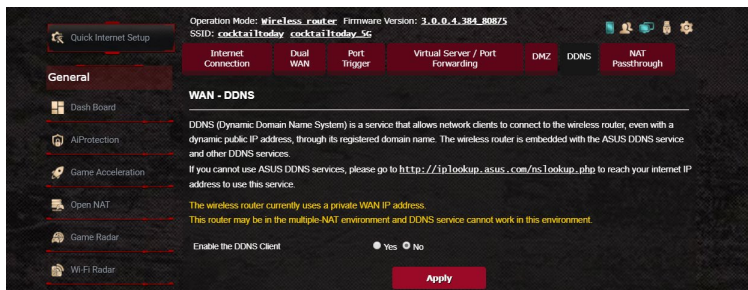 Operation Mode: Wireless router Firmware Version: 3.0.0.4.384_80875
SSID: cocktailtoday cocktailtoday_5G
Quick Internet Setup
General
Dash Board
AiProtection
Game Acceleration
Open NAT
Game Radar
Wi-Fi Radar
Internet Connection
Dual WAN
Port Trigger
Virtual Server / Port Forwarding
DMZ
DDNS
NAT Passthrough
WAN - DDNS
DDNS (Dynamic Domain Name System) is a service that allows network clients to connect to the wireless router, even with a
dynamic public IP address, through its registered domain name. The wireless router is embedded with the ASUS DDNS service
and other DDNS services.
If you cannot use ASUS DDNS services, please go to http://iplookup.asus.com/nslookup.php to reach your internet IP
address to use this service.
The wireless router currently uses a private WAN IP address.
This router may be in the multiple-NAT environment and DDNS service cannot work in this environment.
Enable the DDNS Client Yes No
Apply